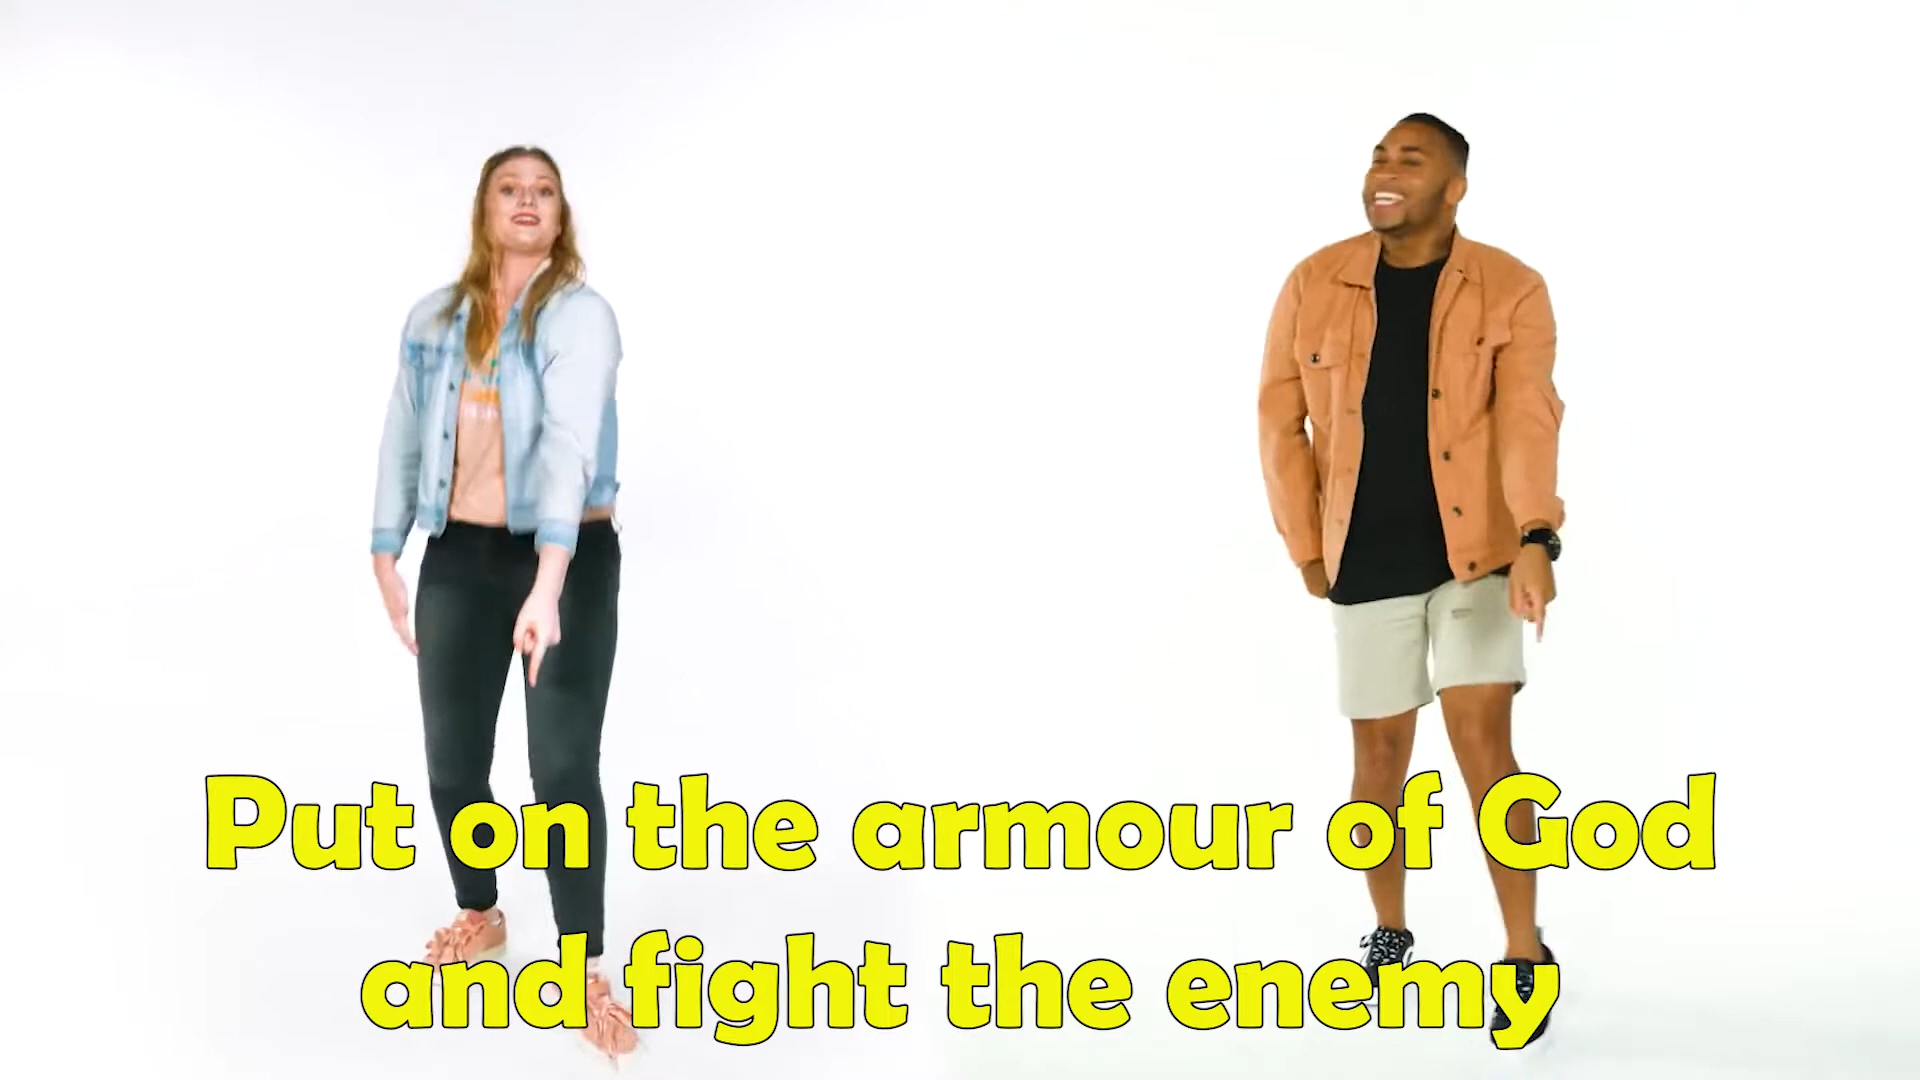 Put on the armour of God
and fight the enemy